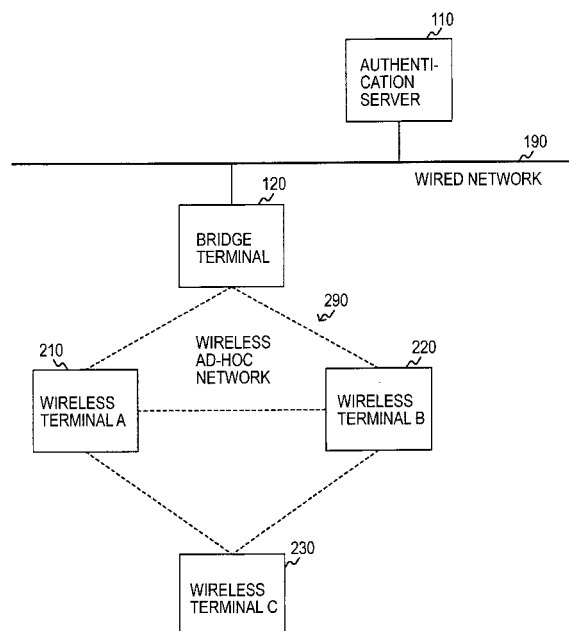 110
AUTHENTI-
CATION
SERVER
190
WIRED NETWORK
120
BRIDGE
TERMINAL
290
WIRELESS
AD-HOC
NETWORK
210
WIRELESS
TERMINAL A
220
WIRELESS
TERMINAL B
230
WIRELESS
TERMINAL C